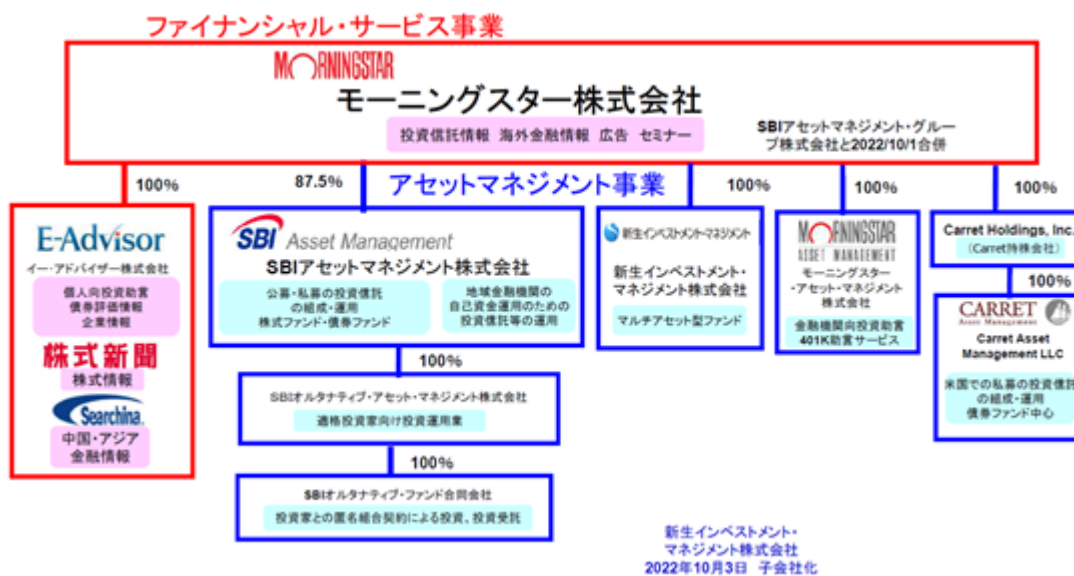 ファイナンシャル・サービス事業
MORNINGSTAR
モーニングスター株式会社
投資信託情報 海外金融情報 広告 セミナー
SBIアセットマネジメント・グルー
プ株式会社と2022/10/1合併
100%
87.5%
アセットマネジメント事業
100%
100%
100%
E-Advisor
イー・アドバイザー株式会社
個人向投資助言
債券評価情報
企業情報
株式新聞
株式情報
Searchina
中国・アジア
金融情報
SBI Asset Management
SBIアセットマネジメント株式会社
公募・私募の投資信託
の組成・運用
株式ファンド・債券ファンド
地域金融機関の
自己資金運用のための
投資信託等の運用
100%
SBIオルタナティブ・アセット・マネジメント株式会社
適格投資家向け投資運用業
100%
SBIオルタナティブ・ファンド合同会社
投資家との匿名組合契約による投資、投資受託
新生インベストメント・マネジメント
新生インベストメント・
マネジメント株式会社
マルチアセット型ファンド
MORNINGSTAR
ASSET MANAGEMENT
モーニングスター
・アセット・マネジメント
株式会社
金融機関向投資助言
401K助言サービス
Carret Holdings, Inc.
(Carret持株会社)
100%
CARRET
Asset Management
Carret Asset
Management LLC
米国での私募の投資信託
の組成・運用
債券ファンド中心
新生インベストメント・
マネジメント株式会社
2022年10月3日 子会社化